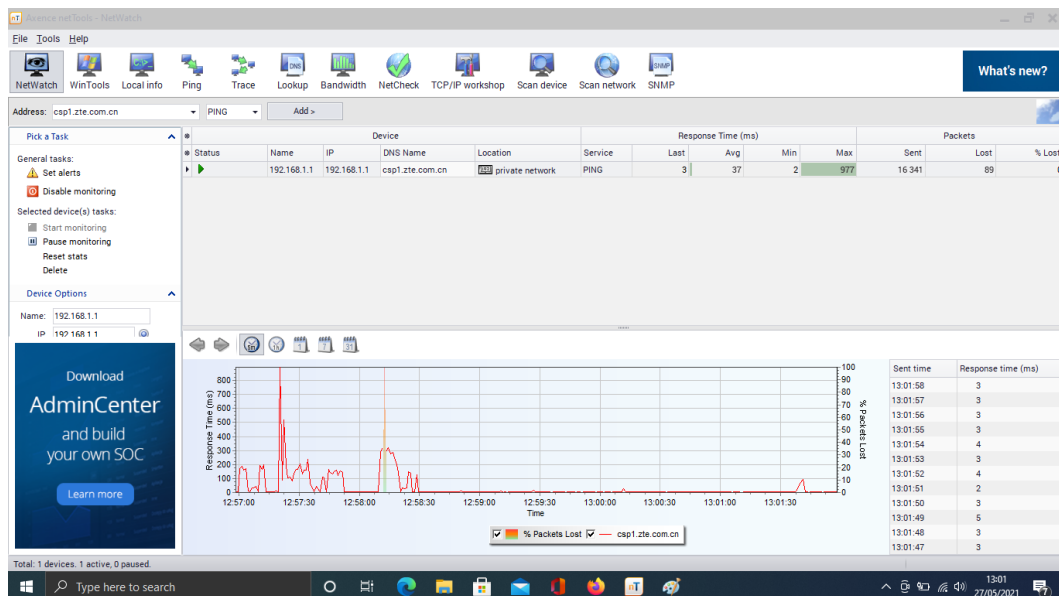 Axence netTools - NetWatch
File Tools Help
NetWatch WinTools Local info Ping Trace Lookup Bandwidth NetCheck TCP/IP workshop Scan device Scan network SNMP
What's new?
Address: csp1.zte.com.cn PING Add »
Pick a Task
General tasks:
Set alerts
Disable monitoring
Selected device(s) tasks:
Start monitoring
Pause monitoring
Reset stats
Delete
Device Options
Name: 192.168.1.1
IP 192.168.1.1
Download
AdminCenter
and build
your own SOC
Learn more
Device Response Time (ms) Packets
Status Name IP DNS Name Location Service Last Avg Min Max Sent Lost % Lost
192.168.1.1 192.168.1.1 csp1.zte.com.cn private network PING 3 37 2 977 16 341 89
Response Time (ms)
800
700
600
500
400
300
200
100
0
100
90
80
70
60
50
40
30
20
10
0
% Packets Lost
12:57:00 12:57:30 12:58:00 12:58:30 12:59:00 12:59:30 13:00:00 13:00:30 13:01:00 13:01:30
Time
% Packets Lost csp1.zte.com.cn
Sent time Response time (ms)
13:01:58 3
13:01:57 3
13:01:56 3
13:01:55 3
13:01:54 4
13:01:53 3
13:01:52 4
13:01:51 2
13:01:50 3
13:01:49 5
13:01:48 3
13:01:47 3
Total: 1 devices. 1 active, 0 paused.
Type here to search
13:01
27/05/2021